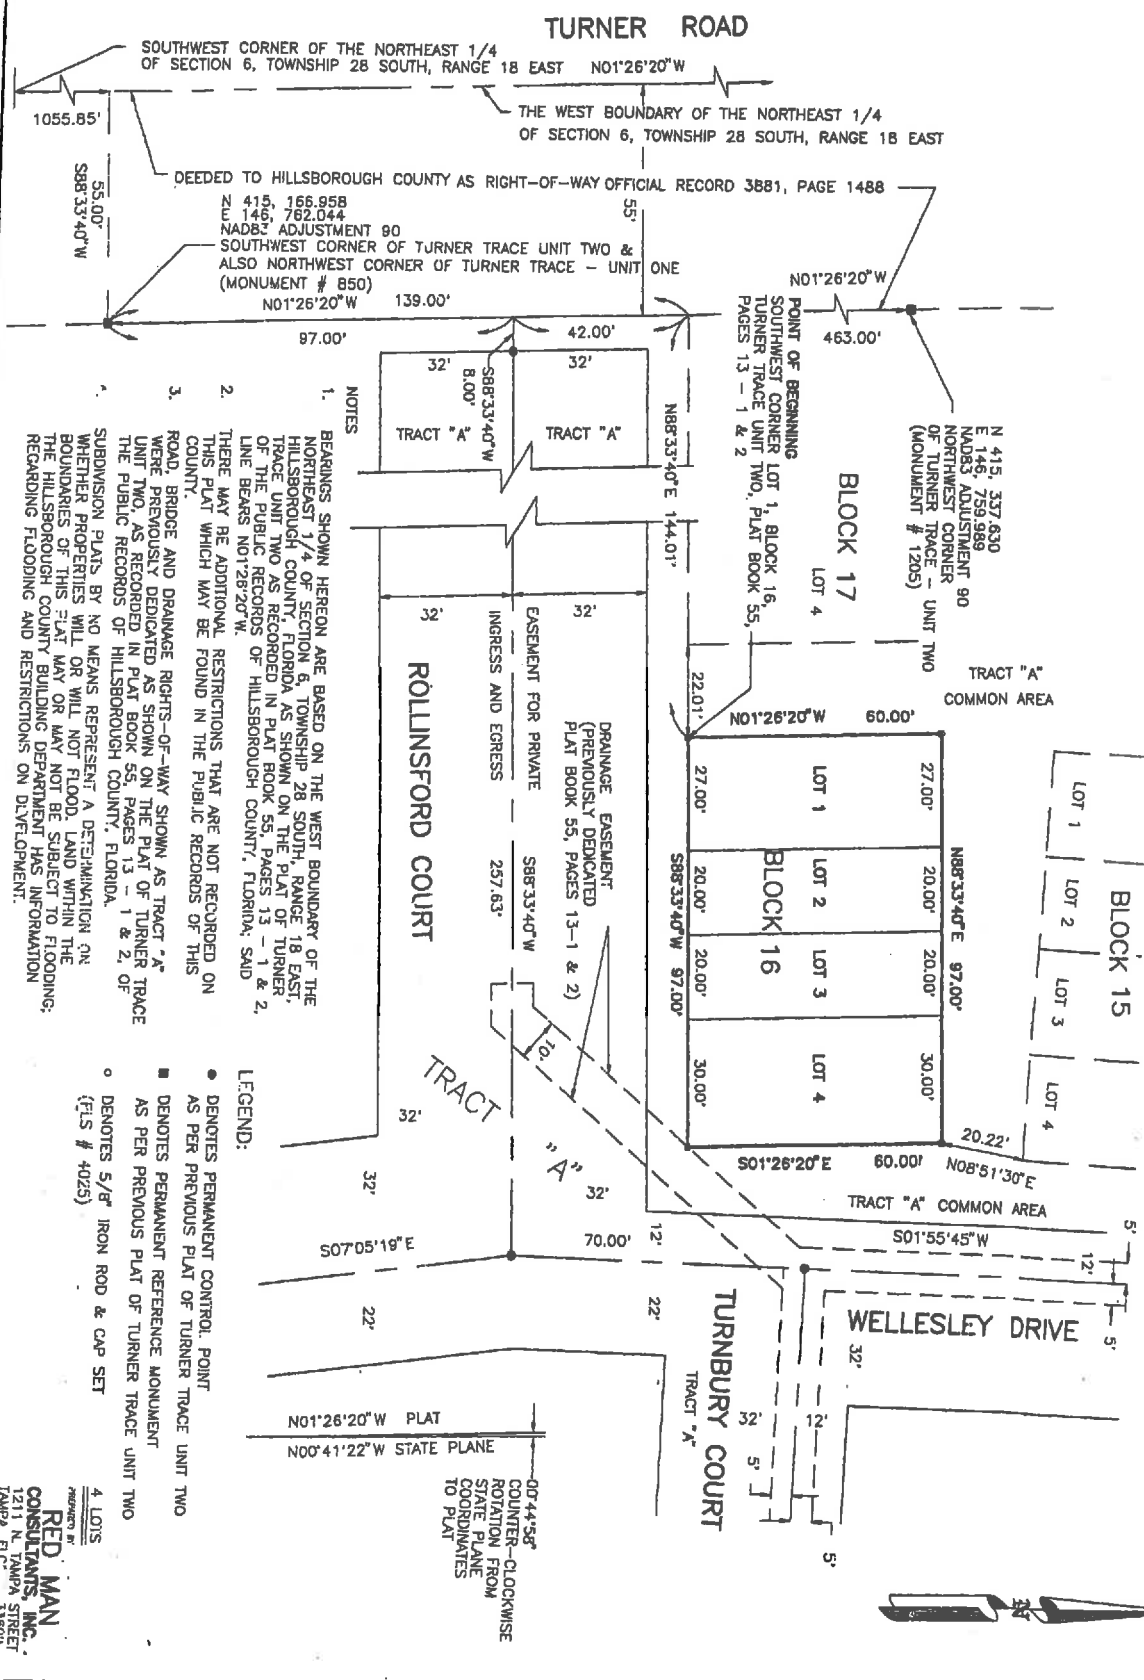 TURNER ROAD
SOUTHWEST CORNER OF THE NORTHEAST 1/4
OF SECTION 6, TOWNSHIP 28 SOUTH, RANGE 18 EAST
N01°26'20"W
1055.85'
THE WEST BOUNDARY OF THE NORTHEAST 1/4
OF SECTION 6, TOWNSHIP 28 SOUTH, RANGE 18 EAST
55.00'
S88°33'40"W
DEEDED TO HILLSBOROUGH COUNTY AS RIGHT-OF-WAY OFFICIAL RECORD 3881, PAGE 1488
N 415, 166.958
E 146, 762.044
NAD83 ADJUSTMENT 90
SOUTHWEST CORNER OF TURNER TRACE UNIT TWO &
ALSO NORTHWEST CORNER OF TURNER TRACE - UNIT ONE
(MONUMENT # 850)
55'
N01°26'20"W 139.00'
97.00'
42.00'
N01°26'20"W
463.00'
POINT OF BEGINNING
SOUTHWEST CORNER LOT 1, BLOCK 16,
TURNER TRACE UNIT TWO, PLAT BOOK 55,
PAGES 13 - 1 & 2
N 415, 337.630
E 146, 759.989
NAD83 ADJUSTMENT 90
NORTHWEST CORNER
OF TURNER TRACE - UNIT TWO
(MONUMENT # 1205)
32'
32'
S88°33'40"W
8.00'
TRACT "A"
TRACT "A"
N88°33'40"E 144.01'
BLOCK 17
LOT 4
32'
32'
EASEMENT FOR PRIVATE
INGRESS AND EGRESS
S88°33'40"W
257.63'
ROLLINSFORD COURT
DRAINAGE EASEMENT
(PREVIOUSLY DEDICATED
PLAT BOOK 55, PAGES 13-1 & 2)
22.01'
N01°26'20"W 60.00'
TRACT "A"
COMMON AREA
27.00'
LOT 1
27.00'
20.00'
LOT 2
20.00'
BLOCK 16
S88°33'40"W 97.00'
N88°33'40"E 97.00'
20.00'
LOT 3
20.00'
30.00'
LOT 4
30.00'
S01°26'20"E 60.00'
20.22'
N08°51'30"E
BLOCK 15
LOT 1
LOT 2
LOT 3
LOT 4
TRACT "A" COMMON AREA
S01°55'45"W
5'
12'
5'
WELLESLEY DRIVE
32'
10'
TRACT "A"
32'
32'
32'
12'
S07°05'19"E
70.00'
22'
22'
TURNBURY COURT
TRACT "A"
32'
12'
5'
5'
N01°26'20"W PLAT
N00°41'22"W STATE PLANE
00°44'58"
COUNTER-CLOCKWISE
ROTATION FROM
STATE PLANE
COORDINATES
TO PLAT
N
NOTES
1. BEARINGS SHOWN HEREON ARE BASED ON THE WEST BOUNDARY OF THE
NORTHEAST 1/4 OF SECTION 6, TOWNSHIP 28 SOUTH, RANGE 18 EAST,
HILLSBOROUGH COUNTY, FLORIDA AS SHOWN ON THE PLAT OF TURNER
TRACE UNIT TWO AS RECORDED IN PLAT BOOK 55, PAGES 13 - 1 & 2,
OF THE PUBLIC RECORDS OF HILLSBOROUGH COUNTY, FLORIDA; SAID
LINE BEARS N01°26'20"W.
2. THERE MAY BE ADDITIONAL RESTRICTIONS THAT ARE NOT RECORDED ON
THIS PLAT WHICH MAY BE FOUND IN THE PUBLIC RECORDS OF THIS
COUNTY.
3. ROAD, BRIDGE AND DRAINAGE RIGHTS-OF-WAY SHOWN AS TRACT "A"
WERE PREVIOUSLY DEDICATED AS SHOWN ON THE PLAT OF TURNER TRACE
UNIT TWO, AS RECORDED IN PLAT BOOK 55, PAGES 13 - 1 & 2, OF
THE PUBLIC RECORDS OF HILLSBOROUGH COUNTY, FLORIDA.
SUBDIVISION PLATS BY NO MEANS REPRESENT A DETERMINATION ON
WHETHER PROPERTIES WILL OR WILL NOT FLOOD. LAND WITHIN THE
BOUNDARIES OF THIS PLAT MAY OR MAY NOT BE SUBJECT TO FLOODING;
THE HILLSBOROUGH COUNTY BUILDING DEPARTMENT HAS INFORMATION
REGARDING FLOODING AND RESTRICTIONS ON DEVELOPMENT.
LEGEND:
● DENOTES PERMANENT CONTROL POINT
AS PER PREVIOUS PLAT OF TURNER TRACE UNIT TWO
■ DENOTES PERMANENT REFERENCE MONUMENT
AS PER PREVIOUS PLAT OF TURNER TRACE UNIT TWO
○ DENOTES 5/8" IRON ROD & CAP SET
(PLS # 4025)
4 LOTS
PREPARED BY
RED MAN
CONSULTANTS, INC.
1211 N. TAMPA STREET
TAMPA